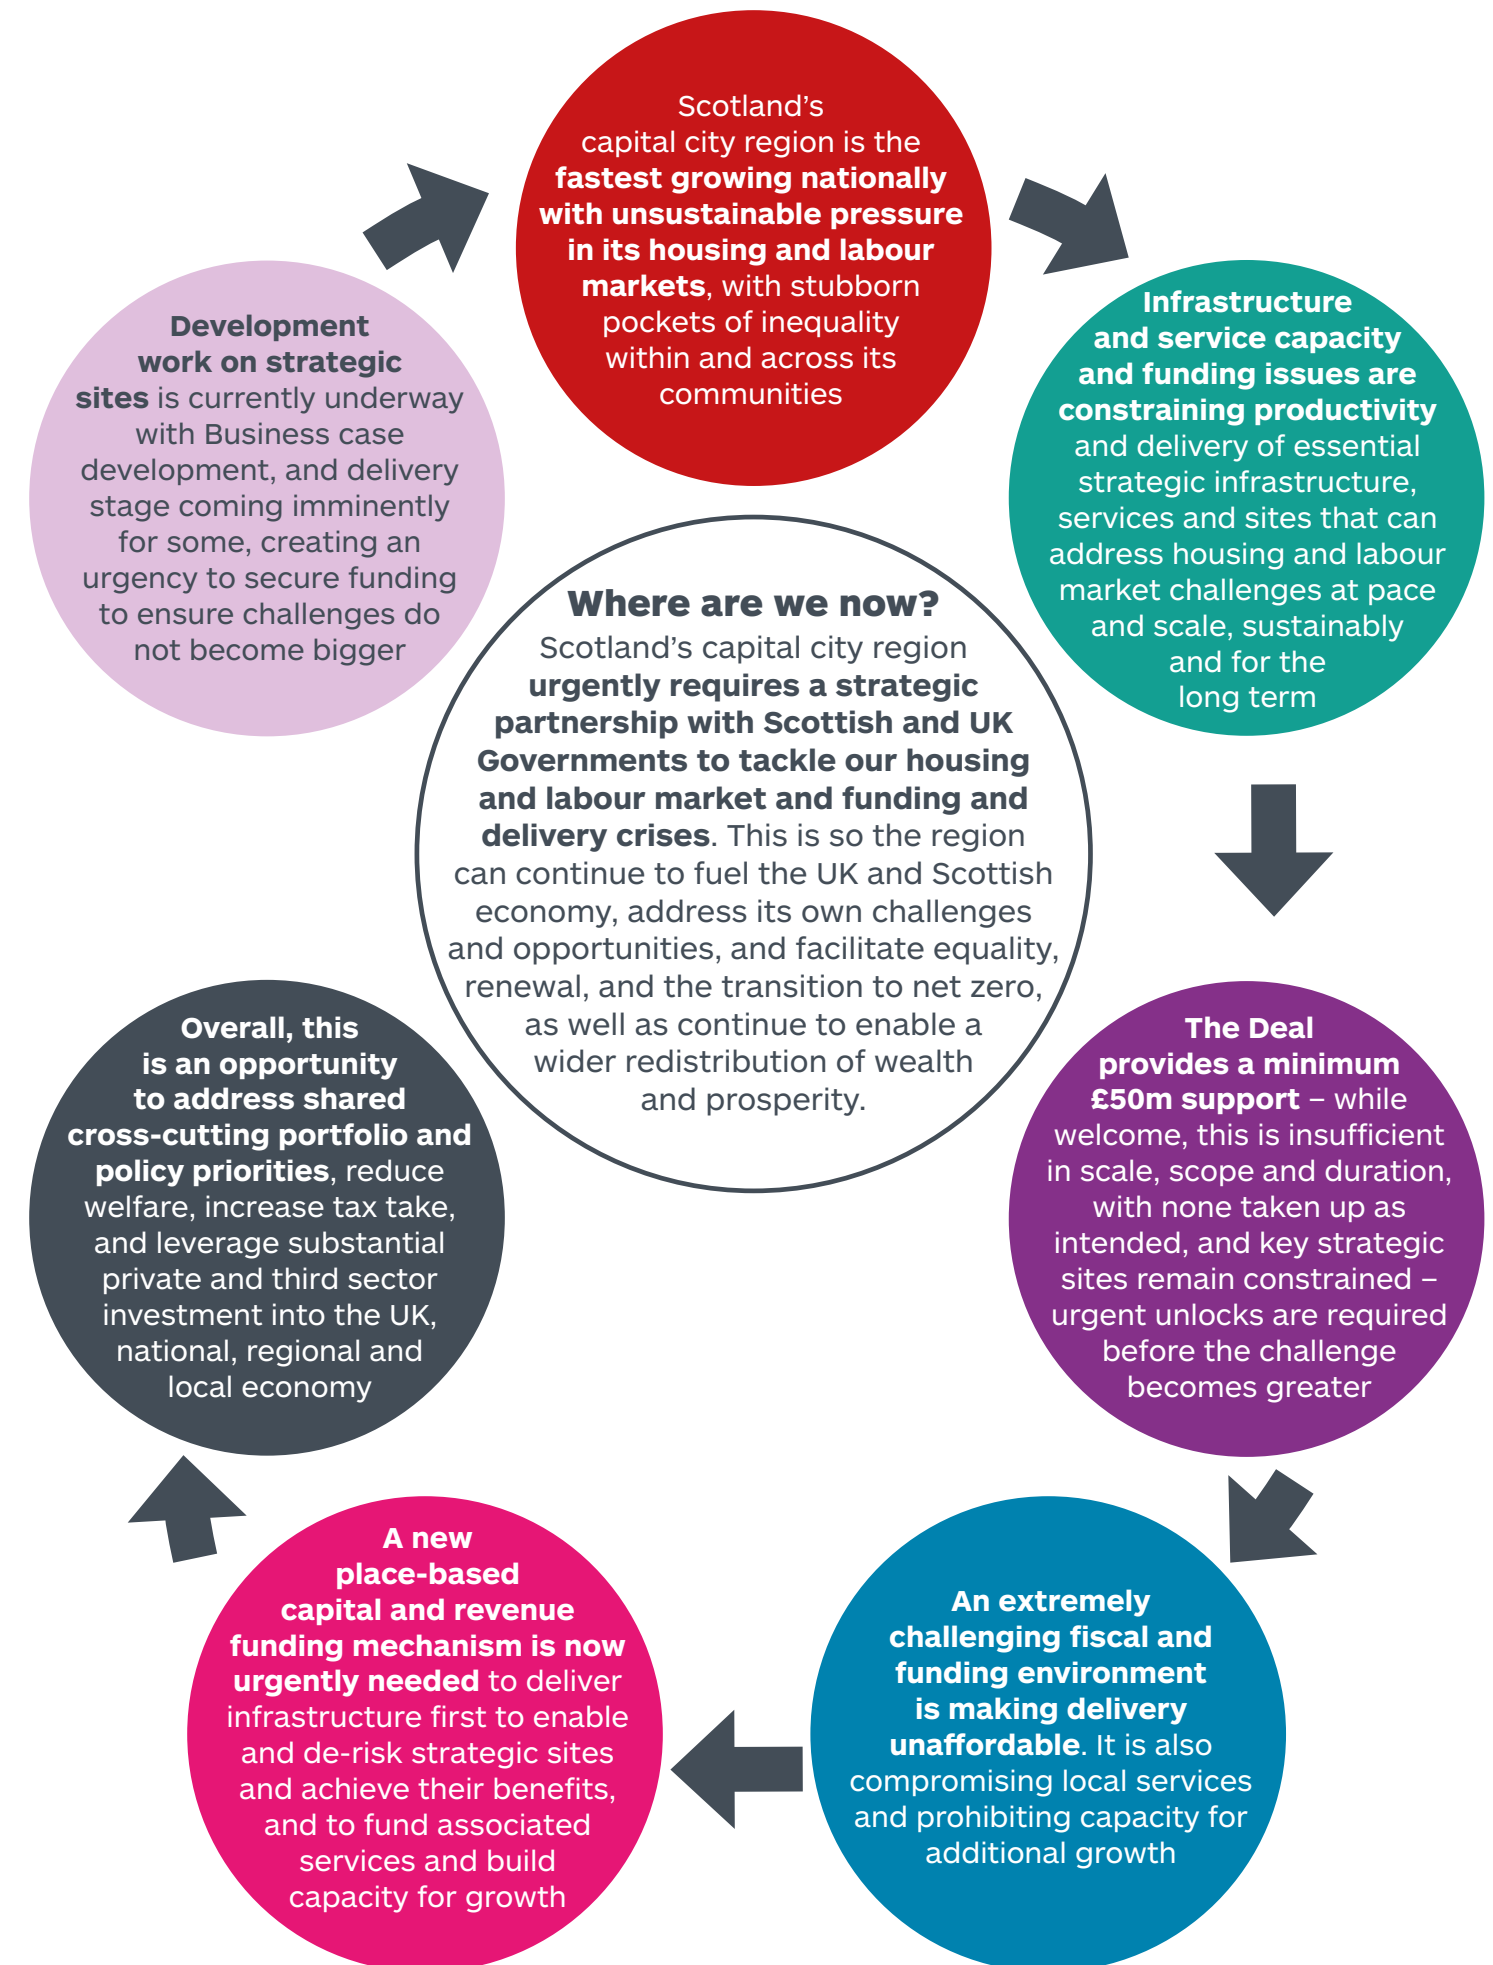 Scotland's
capital city region is the
fastest growing nationally
with unsustainable pressure
in its housing and labour
markets, with stubborn
pockets of inequality
within and across its
communities
Infrastructure
and service capacity
and funding issues are
constraining productivity
and delivery of essential
strategic infrastructure,
services and sites that can
address housing and labour
market challenges at pace
and scale, sustainably
and for the
long term
The Deal
provides a minimum
£50m support – while
welcome, this is insufficient
in scale, scope and duration,
with none taken up as
intended, and key strategic
sites remain constrained –
urgent unlocks are required
before the challenge
becomes greater
An extremely
challenging fiscal and
funding environment
is making delivery
unaffordable. It is also
compromising local services
and prohibiting capacity for
additional growth
A new
place-based
capital and revenue
funding mechanism is now
urgently needed to deliver
infrastructure first to enable
and de-risk strategic sites
and achieve their benefits,
and to fund associated
services and build
capacity for growth
Overall, this
is an opportunity
to address shared
cross-cutting portfolio and
policy priorities, reduce
welfare, increase tax take,
and leverage substantial
private and third sector
investment into the UK,
national, regional and
local economy
Development
work on strategic
sites is currently underway
with Business case
development, and delivery
stage coming imminently
for some, creating an
urgency to secure funding
to ensure challenges do
not become bigger
Where are we now?
Scotland's capital city region
urgently requires a strategic
partnership with Scottish and UK
Governments to tackle our housing
and labour market and funding and
delivery crises. This is so the region
can continue to fuel the UK and Scottish
economy, address its own challenges
and opportunities, and facilitate equality,
renewal, and the transition to net zero,
as well as continue to enable a
wider redistribution of wealth
and prosperity.